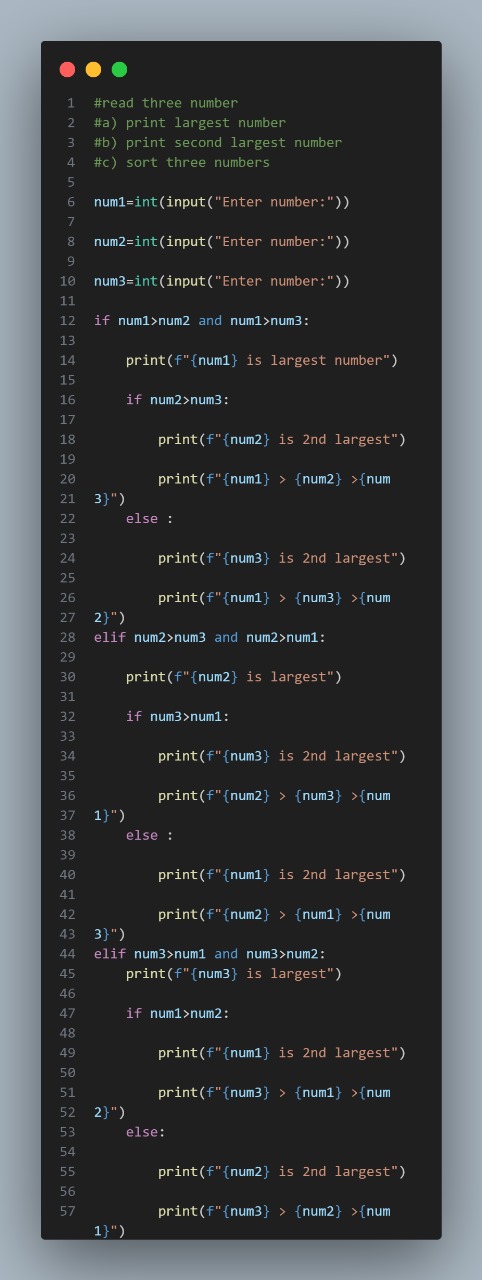 1 #read three number
2 #a) print largest number
3 #b) print second largest number
4 #c) sort three numbers
5
6 num1=int(input("Enter number:"))
7
8 num2=int(input("Enter number:"))
9
10 num3=int(input("Enter number:"))
11
12 if num1>num2 and num1>num3:
13
14     print(f"{num1} is largest number")
15
16     if num2>num3:
17
18         print(f"{num2} is 2nd largest")
19
20         print(f"{num1} > {num2} >{num
21 3}")
22     else :
23
24         print(f"{num3} is 2nd largest")
25
26         print(f"{num1} > {num3} >{num
27 2}")
28 elif num2>num3 and num2>num1:
29
30     print(f"{num2} is largest")
31
32     if num3>num1:
33
34         print(f"{num3} is 2nd largest")
35
36         print(f"{num2} > {num3} >{num
37 1}")
38     else :
39
40         print(f"{num1} is 2nd largest")
41
42         print(f"{num2} > {num1} >{num
43 3}")
44 elif num3>num1 and num3>num2:
45     print(f"{num3} is largest")
46
47     if num1>num2:
48
49         print(f"{num1} is 2nd largest")
50
51         print(f"{num3} > {num1} >{num
52 2}")
53     else:
54
55         print(f"{num2} is 2nd largest")
56
57         print(f"{num3} > {num2} >{num
1}")